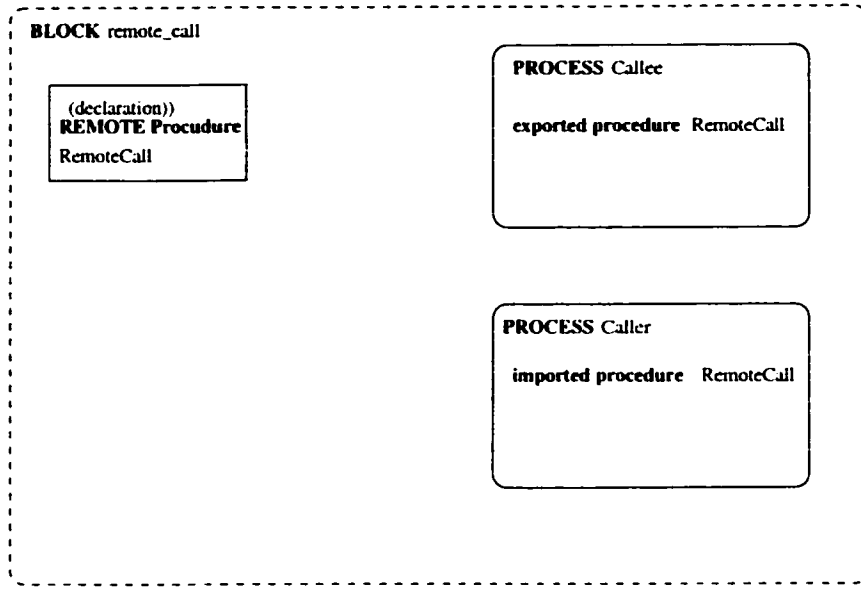 BLOCK remote_call
(declaration))
REMOTE Procudure
RemoteCall
PROCESS Callee
exported procedure RemoteCall
PROCESS Caller
imported procedure RemoteCall